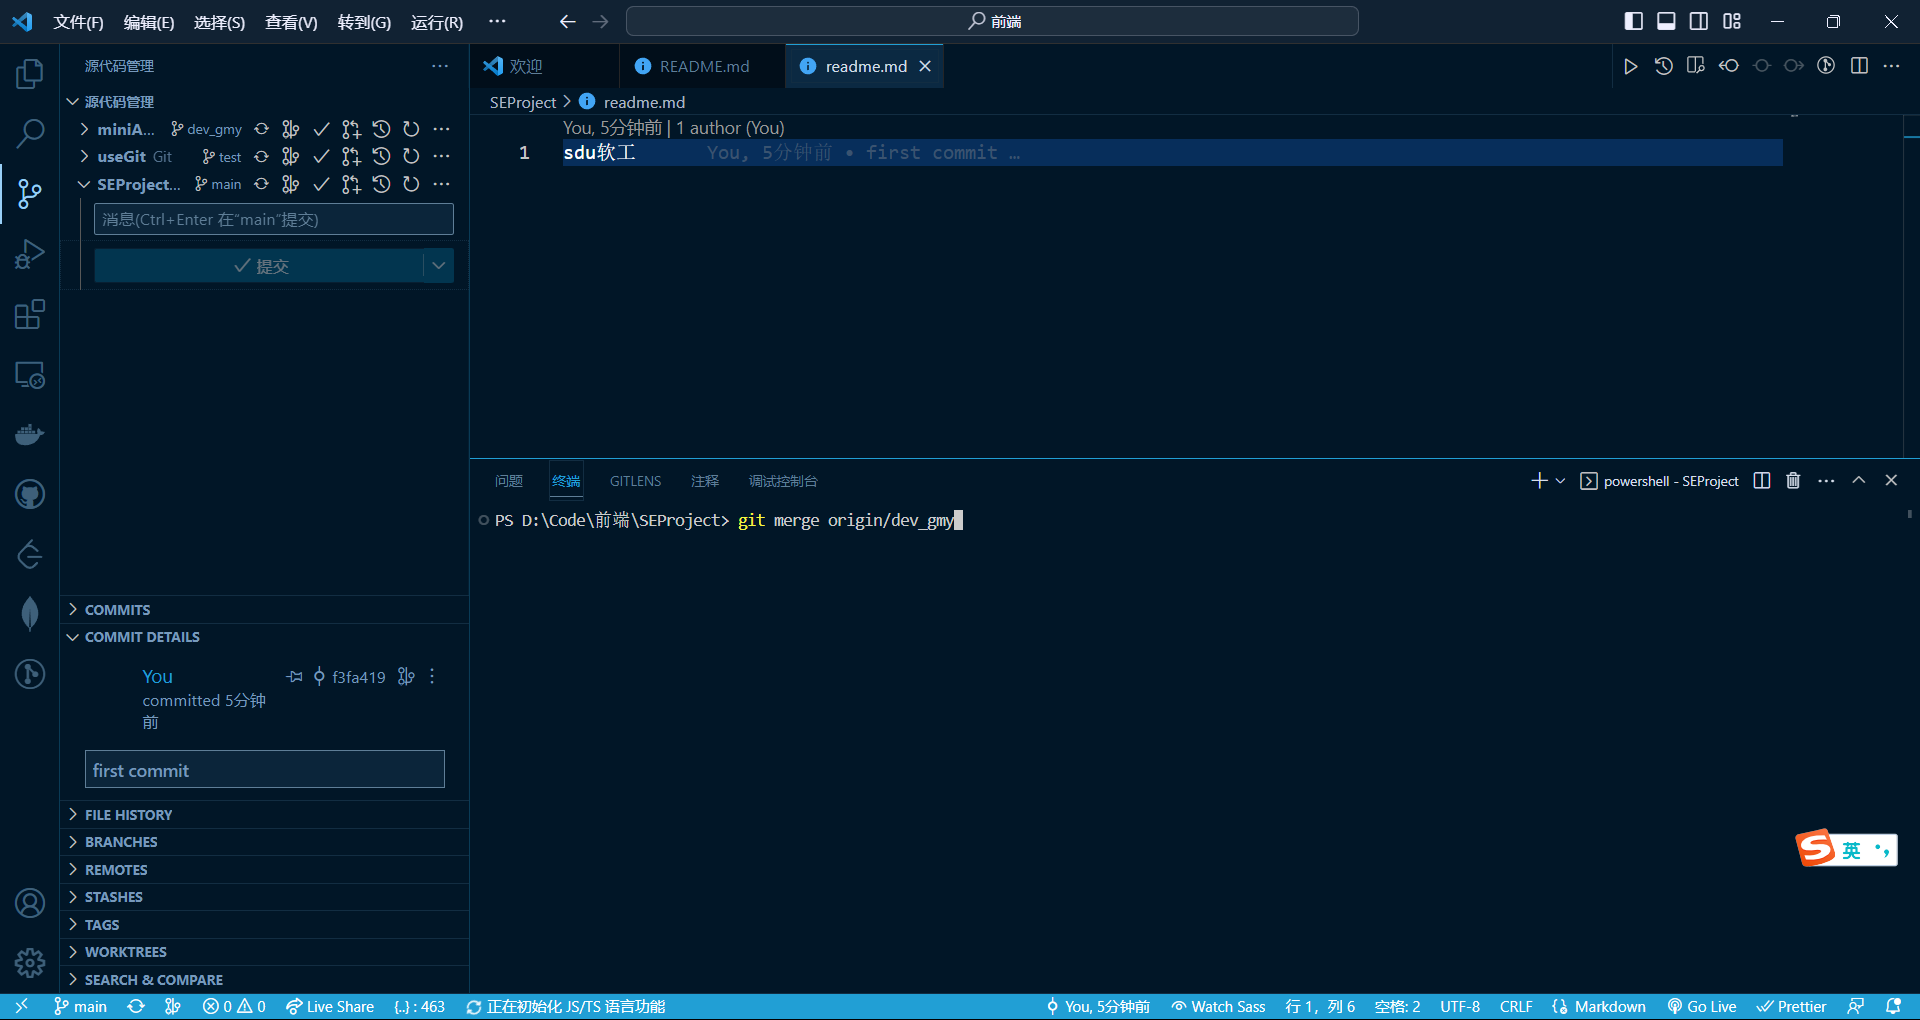 文件(F) 编辑(E) 选择(S) 查看(V) 转到(G) 运行(R) ··· 前端
源代码管理 ···
欢迎 README.md readme.md
源代码管理
SEProject > readme.md
miniA... dev_gmy
useGit Git test
SEProject... main
消息(Ctrl+Enter 在"main"提交)
提交
You, 5分钟前 | 1 author (You)
1 sdu软工 You, 5分钟前 • first commit …
问题 终端 GITLENS 注释 调试控制台 powershell - SEProject
PS D:\Code\前端\SEProject> git merge origin/dev_gmy
COMMITS
COMMIT DETAILS
You f3fa419
committed 5分钟
前
first commit
FILE HISTORY
BRANCHES
REMOTES
STASHES
TAGS
WORKTREES
SEARCH & COMPARE
英
main 0 0 Live Share {..} : 463 正在初始化 JS/TS 语言功能 You, 5分钟前 Watch Sass 行 1，列 6 空格: 2 UTF-8 CRLF Markdown Go Live Prettier